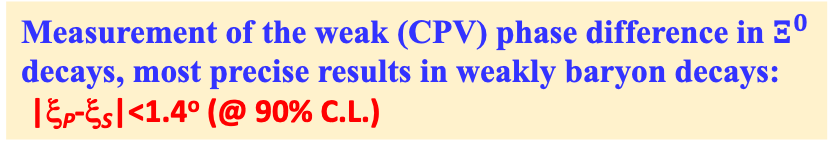 Measurement of the weak (CPV) phase difference in Ξ⁰
decays, most precise results in weakly baryon decays:
|ξP-ξS|<1.4º (@ 90% C.L.)